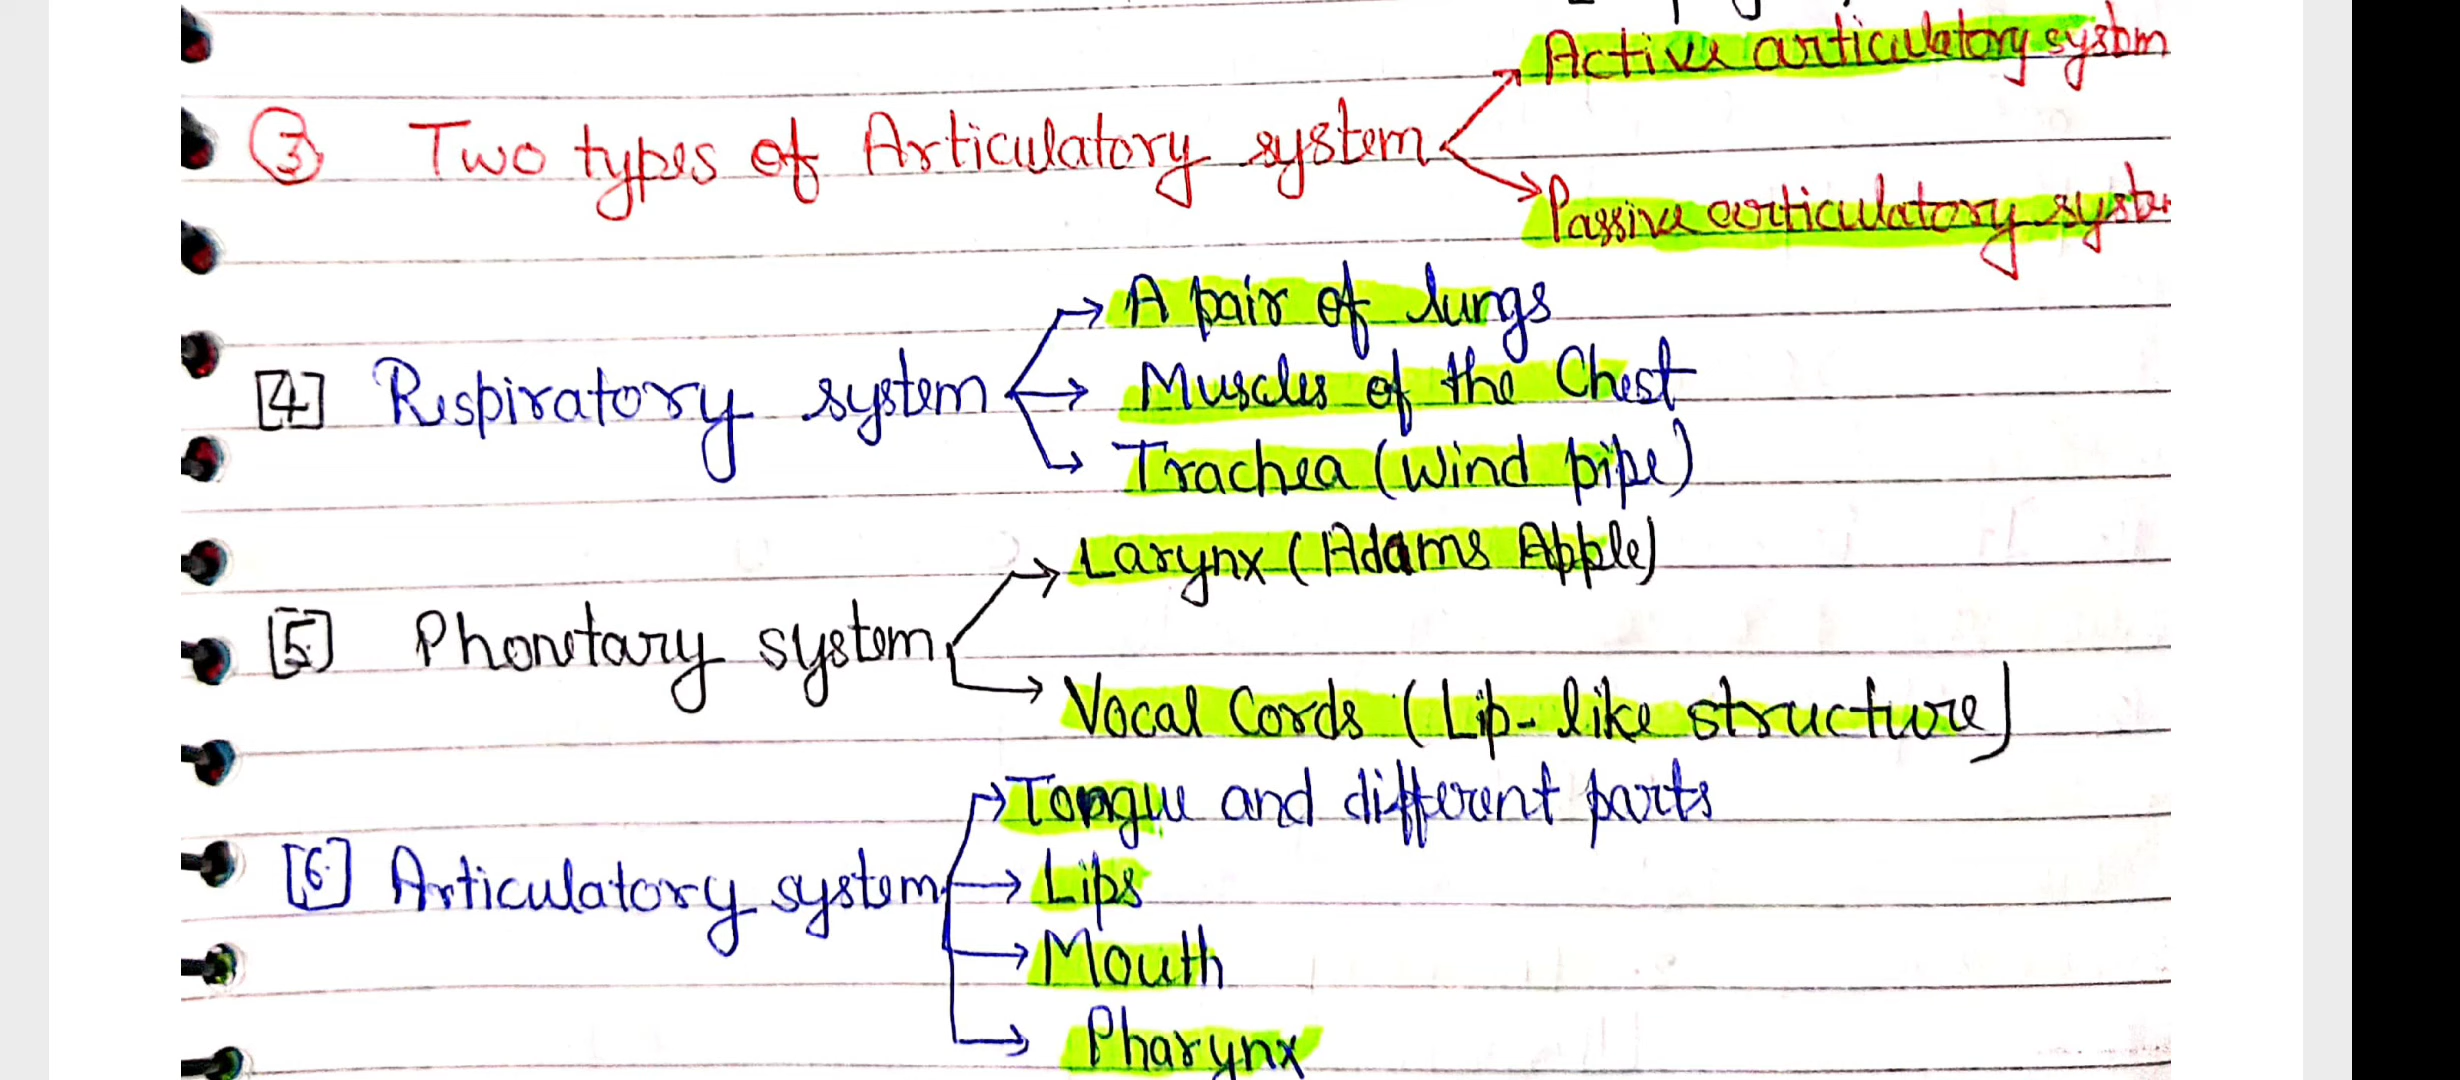 Active articulatory system
③ Two types of Articulatory system
Passive articulatory system
A pair of lungs
[4] Respiratory system → Muscles of the Chest
Trachea (Wind pipe)
Larynx (Adams Apple)
[5] Phonetary system
Vocal Cords (Lip-like structure)
Tongue and different parts
[6] Articulatory system → Lips
→ Mouth
→ Pharynx